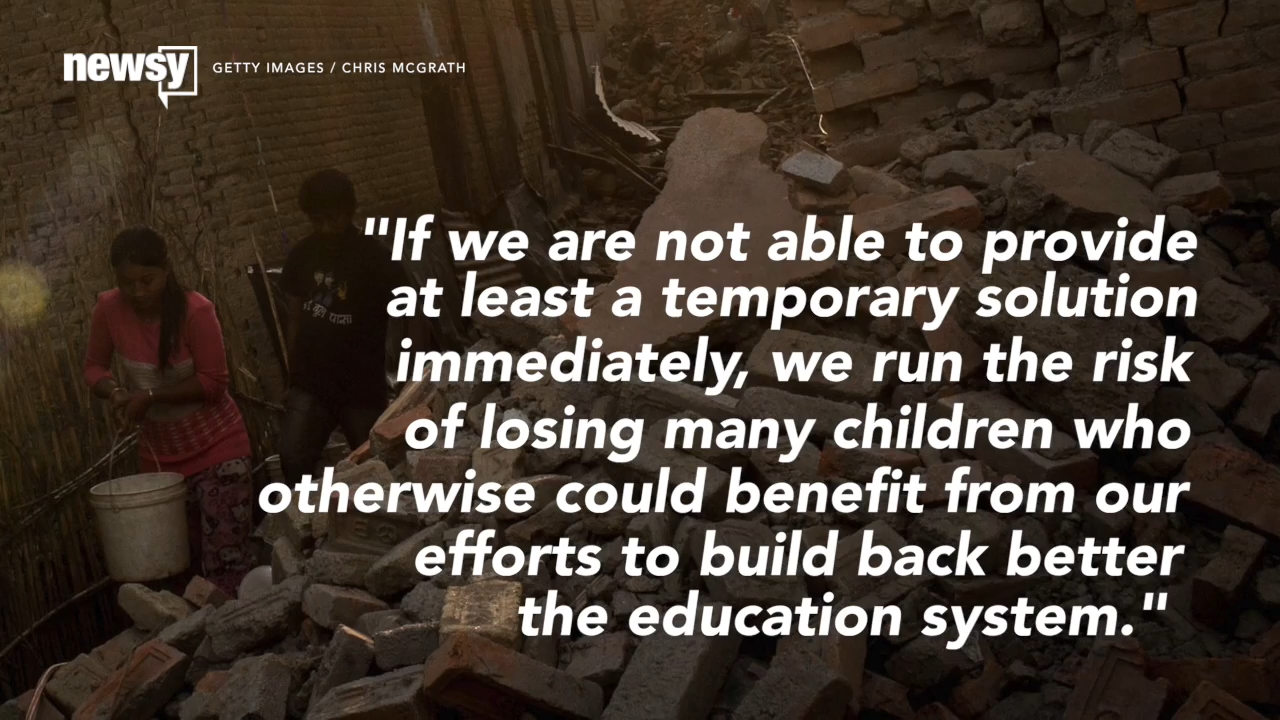 newsy
GETTY IMAGES / CHRIS MCGRATH
"If we are not able to provide
at least a temporary solution
immediately, we run the risk
of losing many children who
otherwise could benefit from our
efforts to build back better
the education system."